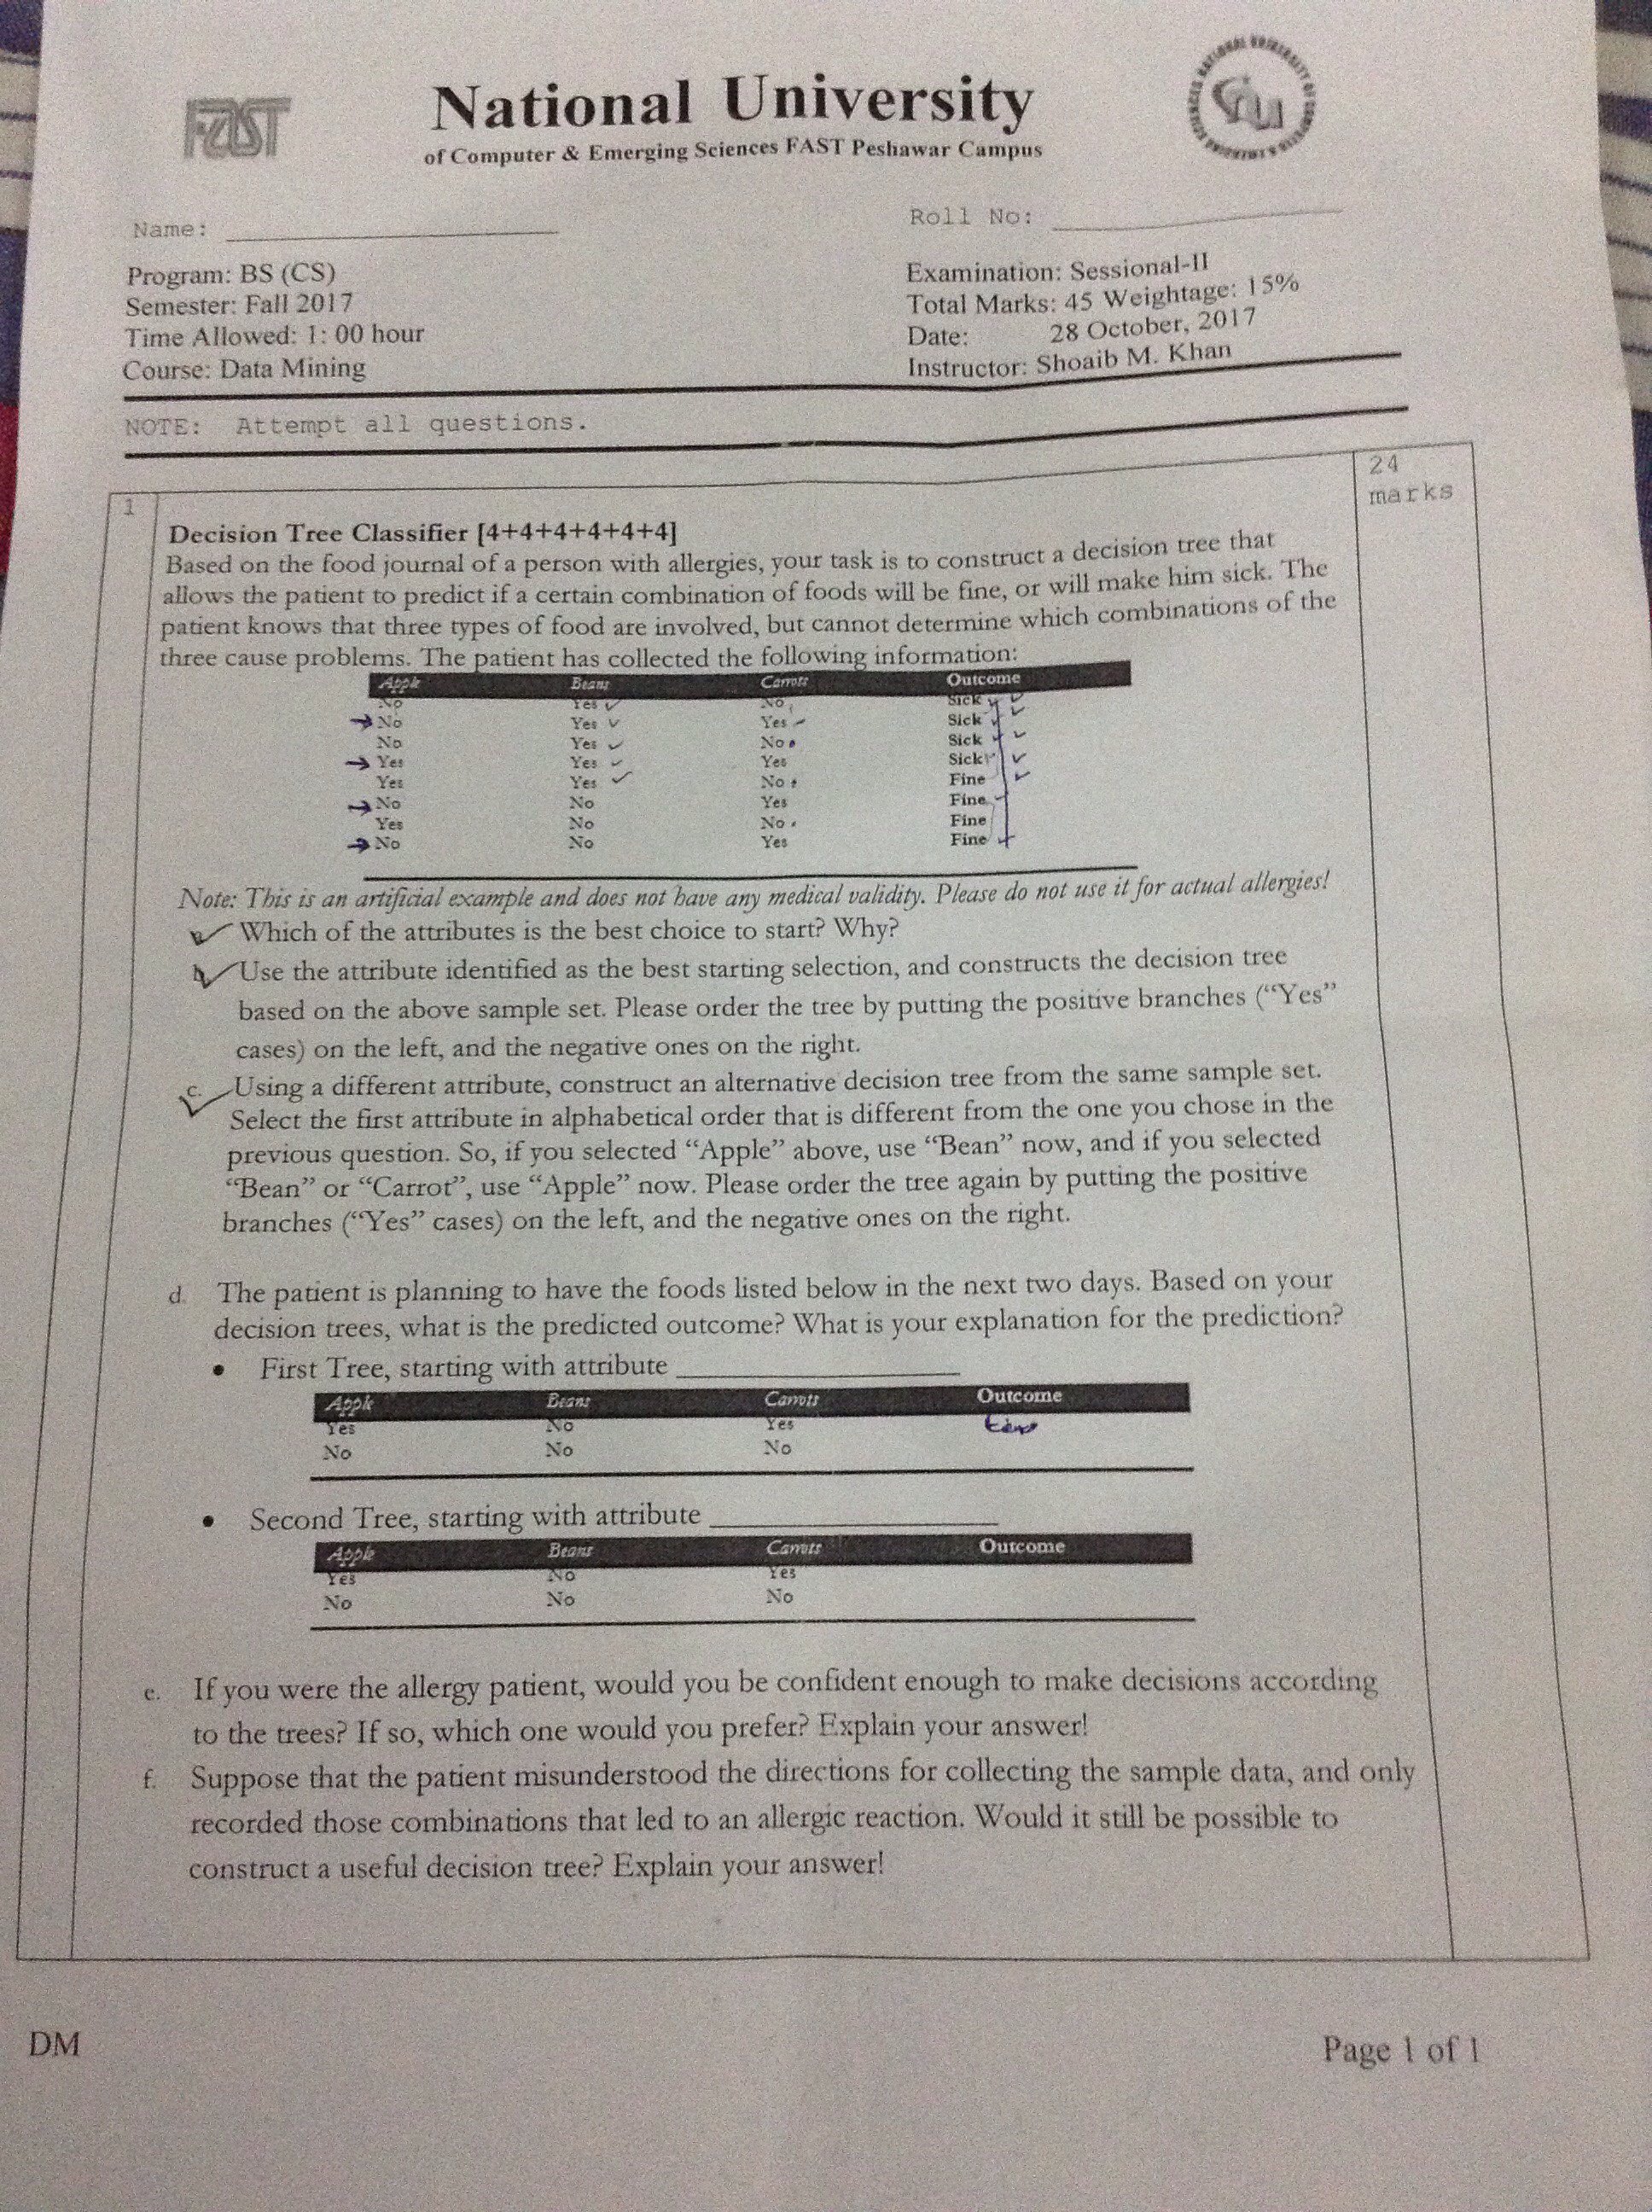 FAST
National University
of Computer & Emerging Sciences FAST Peshawar Campus
Name:
Roll No:
Program: BS (CS)
Semester: Fall 2017
Time Allowed: 1: 00 hour
Course: Data Mining
Examination: Sessional-II
Total Marks: 45 Weightage: 15%
Date: 28 October, 2017
Instructor: Shoaib M. Khan
NOTE: Attempt all questions.
1
24
marks
Decision Tree Classifier [4+4+4+4+4+4]
Based on the food journal of a person with allergies, your task is to construct a decision tree that
allows the patient to predict if a certain combination of foods will be fine, or will make him sick. The
patient knows that three types of food are involved, but cannot determine which combinations of the
three cause problems. The patient has collected the following information:
Apple Beans Carrots Outcome
No Yes No Sick
No Yes Yes Sick
No Yes No Sick
Yes Yes Yes Sick
Yes Yes No Fine
No No Yes Fine
Yes No No Fine
No No Yes Fine
Note: This is an artificial example and does not have any medical validity. Please do not use it for actual allergies!
Which of the attributes is the best choice to start? Why?
b. Use the attribute identified as the best starting selection, and constructs the decision tree
based on the above sample set. Please order the tree by putting the positive branches (“Yes”
cases) on the left, and the negative ones on the right.
c. Using a different attribute, construct an alternative decision tree from the same sample set.
Select the first attribute in alphabetical order that is different from the one you chose in the
previous question. So, if you selected “Apple” above, use “Bean” now, and if you selected
“Bean” or “Carrot”, use “Apple” now. Please order the tree again by putting the positive
branches (“Yes” cases) on the left, and the negative ones on the right.
d. The patient is planning to have the foods listed below in the next two days. Based on your
decision trees, what is the predicted outcome? What is your explanation for the prediction?
• First Tree, starting with attribute
Apple Beans Carrots Outcome
Yes No Yes
No No No
• Second Tree, starting with attribute
Apple Beans Carrots Outcome
Yes No Yes
No No No
e. If you were the allergy patient, would you be confident enough to make decisions according
to the trees? If so, which one would you prefer? Explain your answer!
f. Suppose that the patient misunderstood the directions for collecting the sample data, and only
recorded those combinations that led to an allergic reaction. Would it still be possible to
construct a useful decision tree? Explain your answer!
DM
Page 1 of 1